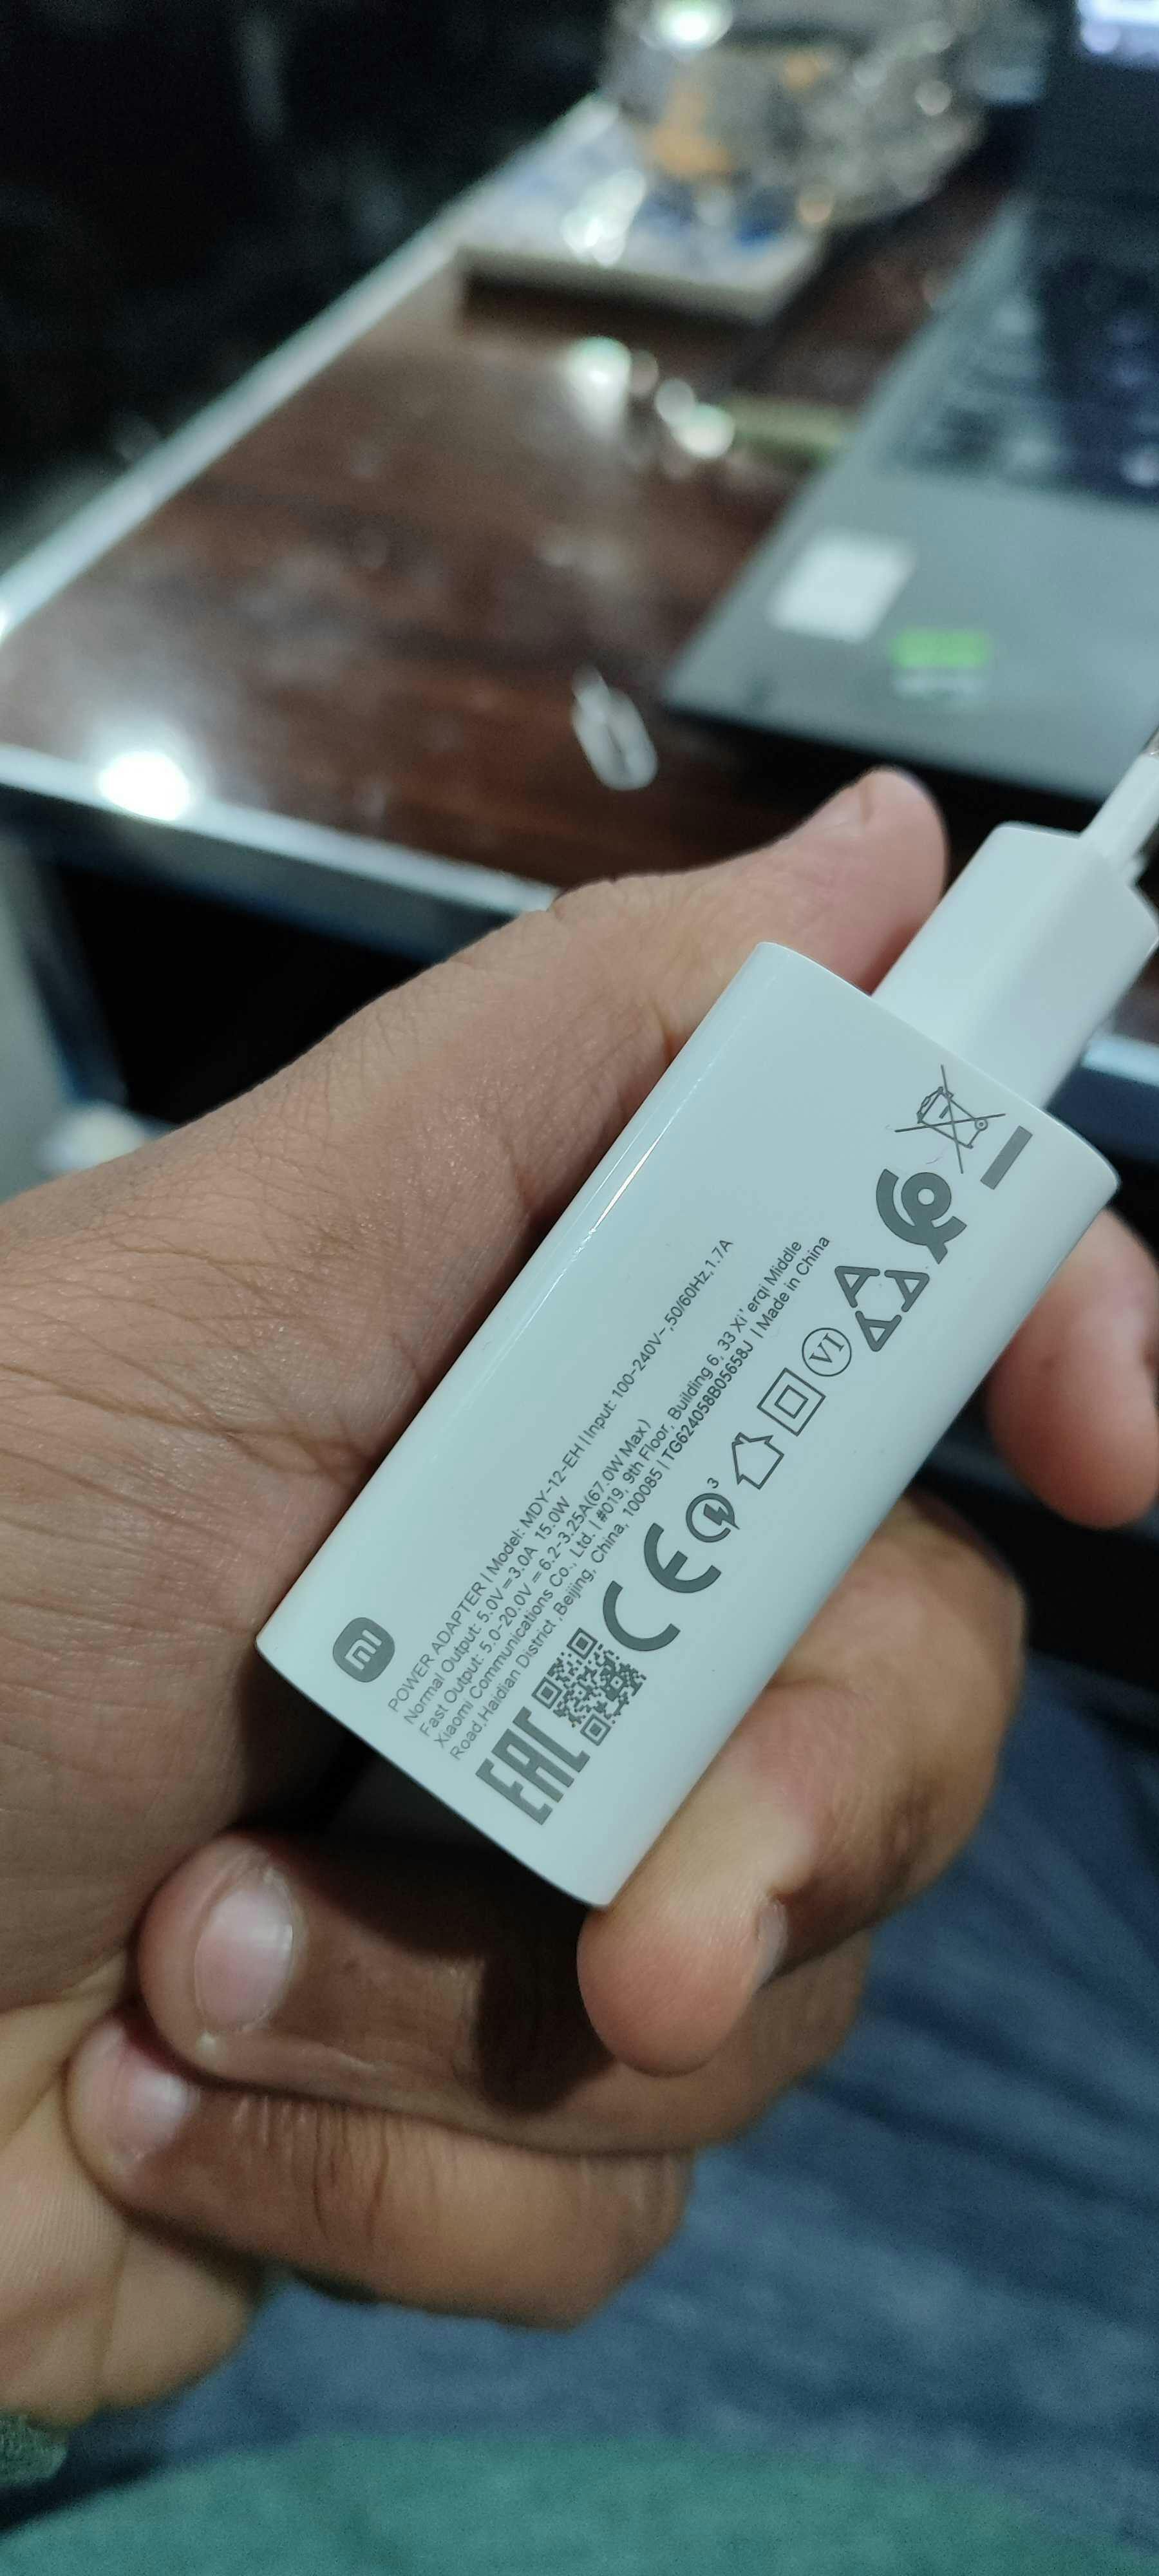 POWER ADAPTER | Model: MDY-12-EH | Input: 100-240V~,50/60Hz,1.7A
Normal Output: 5.0V⎓3.0A 15.0W
Fast Output: 5.0-20.0V⎓6.2-3.25A(67.0W Max)
Xiaomi Communications Co., Ltd. | #019, 9th Floor, Building 6, 33 Xi'erqi Middle
Road,Haidian District ,Beijing, China, 100085 | TG624058B05658J | Made in China
EAC CE 3 VI